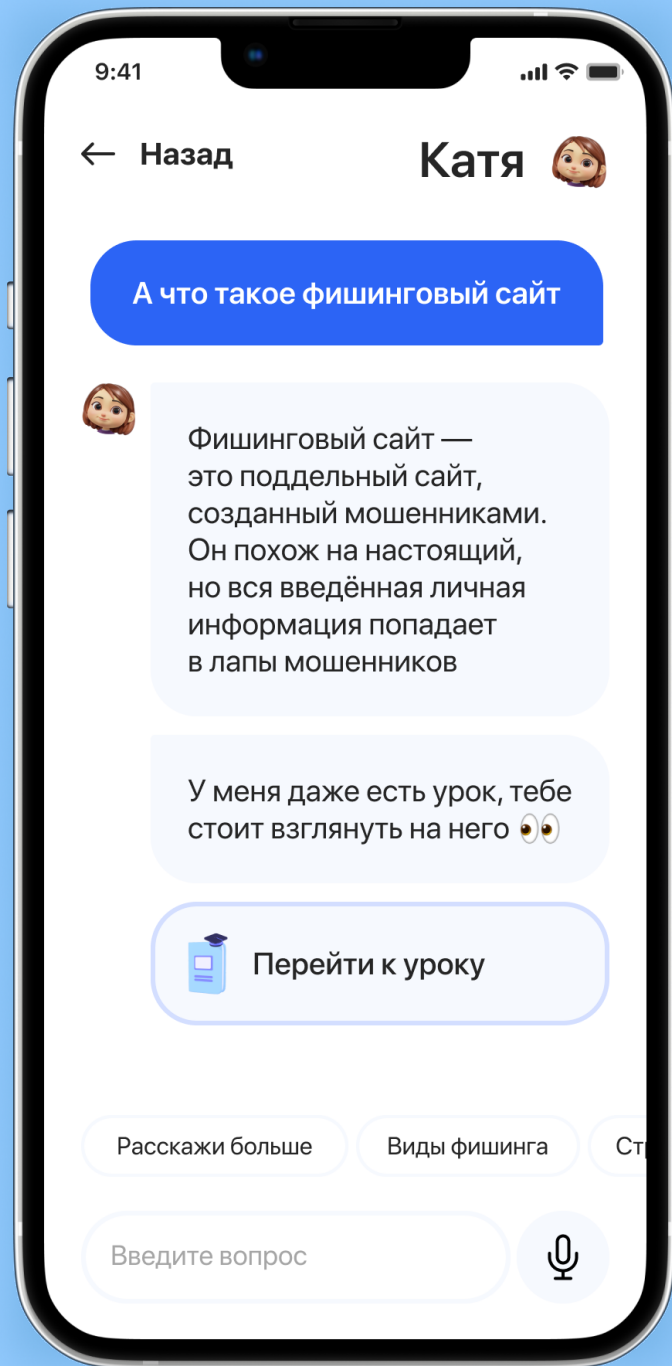 9:41
Назад
Катя
А что такое фишинговый сайт
Фишинговый сайт —
это поддельный сайт,
созданный мошенниками.
Он похож на настоящий,
но вся введённая личная
информация попадает
в лапы мошенников
У меня даже есть урок, тебе
стоит взглянуть на него 👀
Перейти к уроку
Расскажи больше
Виды фишинга
Введите вопрос